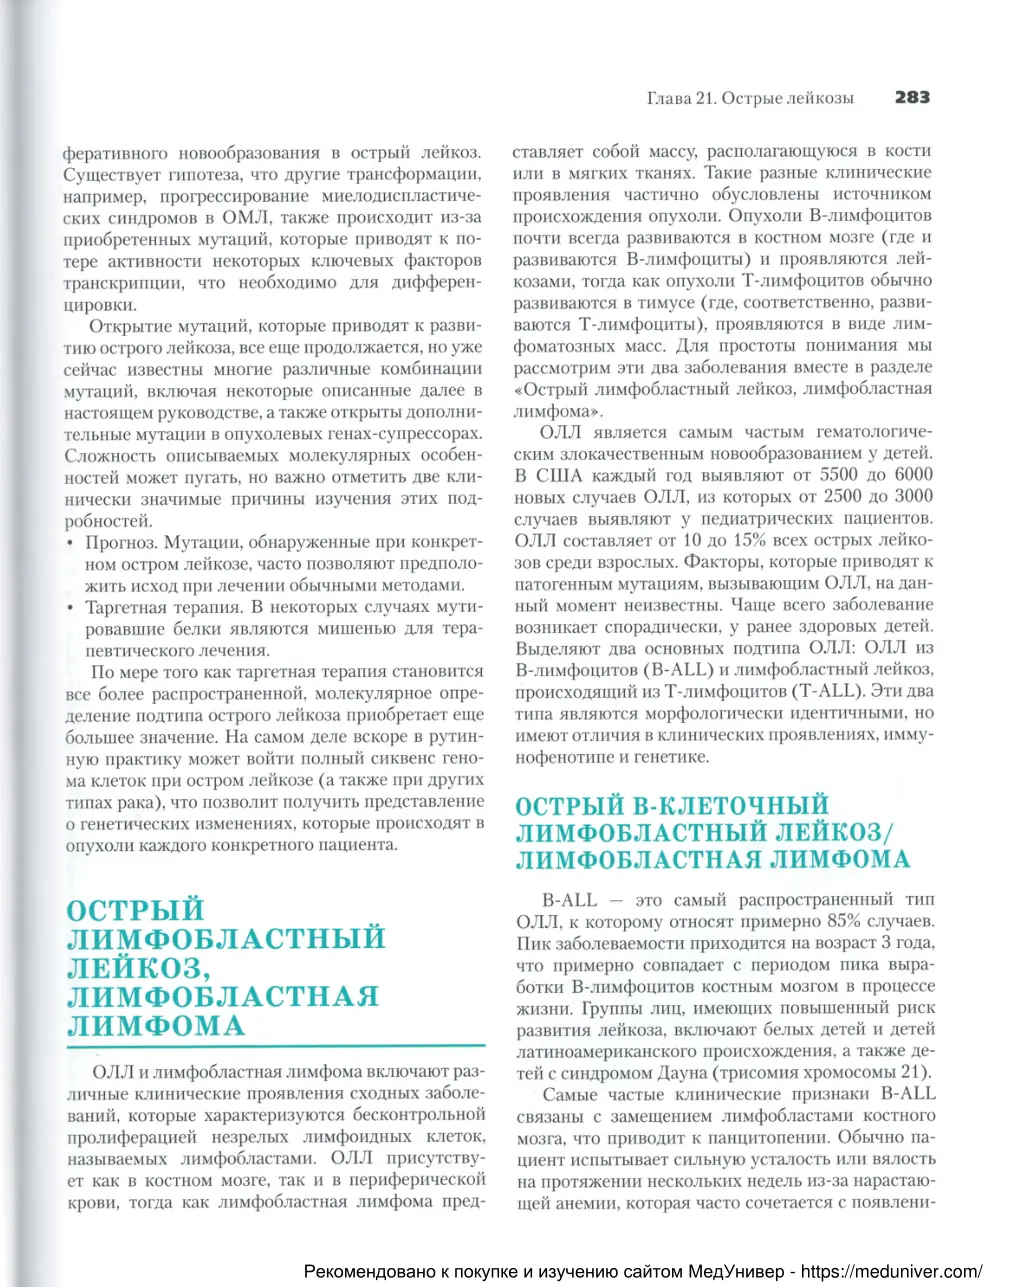 Глава 21. Острые лейкозы 283
феративного новообразования в острый лейкоз.
Существует гипотеза, что другие трансформации,
например, прогрессирование миелодиспластиче-
ских синдромов в ОМЛ, также происходит из-за
приобретенных мутаций, которые приводят к по-
тере активности некоторых ключевых факторов
транскрипции, что необходимо для дифферен-
цировки.
Открытие мутаций, которые приводят к разви-
тию острого лейкоза, все еще продолжается, но уже
сейчас известны многие различные комбинации
мутаций, включая некоторые описанные далее в
настоящем руководстве, а также открыты дополни-
тельные мутации в опухолевых генах-супрессорах.
Сложность описываемых молекулярных особен-
ностей может пугать, но важно отметить две кли-
нически значимые причины изучения этих под-
робностей.
• Прогноз. Мутации, обнаруженные при конкрет-
ном остром лейкозе, часто позволяют предполо-
жить исход при лечении обычными методами.
• Таргетная терапия. В некоторых случаях мути-
ровавшие белки являются мишенью для тера-
певтического лечения.
По мере того как таргетная терапия становится
все более распространенной, молекулярное опре-
деление подтипа острого лейкоза приобретает еще
большее значение. На самом деле вскоре в рутин-
ную практику может войти полный сиквенс гено-
ма клеток при остром лейкозе (а также при других
типах рака), что позволит получить представление
о генетических изменениях, которые происходят в
опухоли каждого конкретного пациента.
ОСТРЫЙ
ЛИМФОБЛАСТНЫЙ
ЛЕЙКОЗ,
ЛИМФОБЛАСТНАЯ
ЛИМФОМА
ОЛЛ и лимфобластная лимфома включают раз-
личные клинические проявления сходных заболе-
ваний, которые характеризуются бесконтрольной
пролиферацией незрелых лимфоидных клеток,
называемых лимфобластами. ОЛЛ присутству-
ет как в костном мозге, так и в периферической
крови, тогда как лимфобластная лимфома пред-
ставляет собой массу, располагающуюся в кости
или в мягких тканях. Такие разные клинические
проявления частично обусловлены источником
происхождения опухоли. Опухоли В-лимфоцитов
почти всегда развиваются в костном мозге (где и
развиваются В-лимфоциты) и проявляются лей-
козами, тогда как опухоли Т-лимфоцитов обычно
развиваются в тимусе (где, соответственно, разви-
ваются Т-лимфоциты), проявляются в виде лим-
фоматозных масс. Для простоты понимания мы
рассмотрим эти два заболевания вместе в разделе
«Острый лимфобластный лейкоз, лимфобластная
лимфома».
ОЛЛ является самым частым гематологиче-
ским злокачественным новообразованием у детей.
В США каждый год выявляют от 5500 до 6000
новых случаев ОЛЛ, из которых от 2500 до 3000
случаев выявляют у педиатрических пациентов.
ОЛЛ составляет от 10 до 15% всех острых лейко-
зов среди взрослых. Факторы, которые приводят к
патогенным мутациям, вызывающим ОЛЛ, на дан-
ный момент неизвестны. Чаще всего заболевание
возникает спорадически, у ранее здоровых детей.
Выделяют два основных подтипа ОЛЛ: ОЛЛ из
В-лимфоцитов (B-ALL) и лимфобластный лейкоз,
происходящий из Т-лимфоцитов (T-ALL). Эти два
типа являются морфологически идентичными, но
имеют отличия в клинических проявлениях, имму-
нофенотипе и генетике.
ОСТРЫЙ В-КЛЕТОЧНЫЙ
ЛИМФОБЛАСТНЫЙ ЛЕЙКОЗ/
ЛИМФОБЛАСТНАЯ ЛИМФОМА
B-ALL — это самый распространенный тип
ОЛЛ, к которому относят примерно 85% случаев.
Пик заболеваемости приходится на возраст 3 года,
что примерно совпадает с периодом пика выра-
ботки В-лимфоцитов костным мозгом в процессе
жизни. Группы лиц, имеющих повышенный риск
развития лейкоза, включают белых детей и детей
латиноамериканского происхождения, а также де-
тей с синдромом Дауна (трисомия хромосомы 21).
Самые частые клинические признаки B-ALL
связаны с замещением лимфобластами костного
мозга, что приводит к панцитопении. Обычно па-
циент испытывает сильную усталость или вялость
на протяжении нескольких недель из-за нарастаю-
щей анемии, которая часто сочетается с появлени-
Рекомендовано к покупке и изучению сайтом МедУнивер - https://meduniver.com/